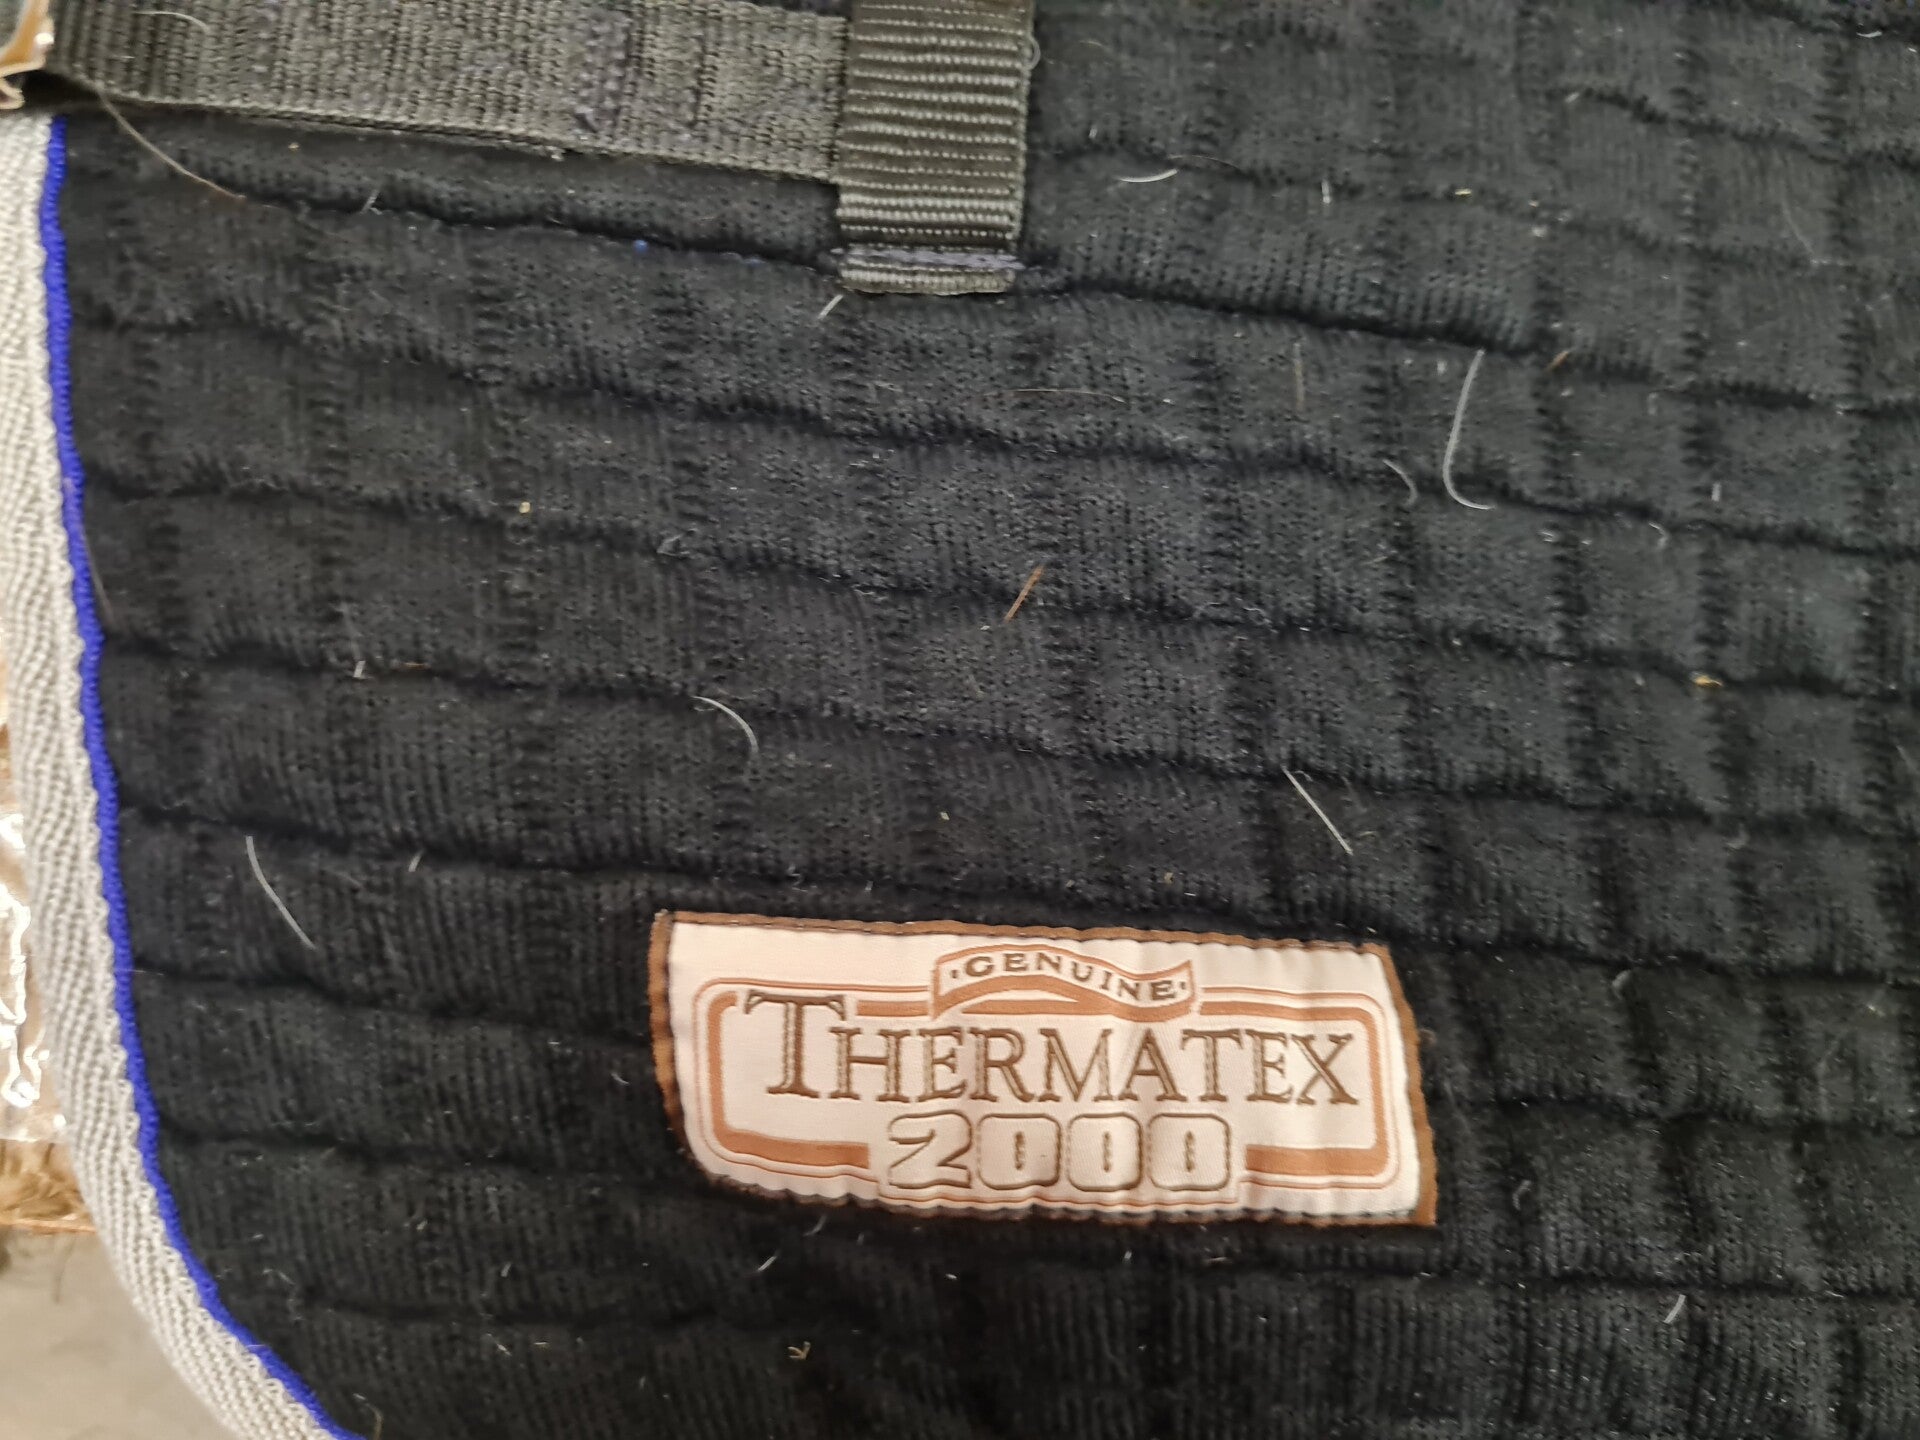 ·GENUINE·
THERMATEX
2000